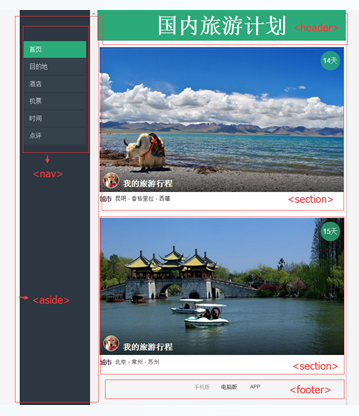 国内旅游计划
<header>
首页
目的地
酒店
机票
时间
点评
<nav>
14天
我的旅游行程
城市 昆明 - 香格里拉 - 西藏
<section>
<aside>
15天
我的旅游行程
城市 北京 - 常州 - 苏州
<section>
手机版 电脑版 APP
<footer>